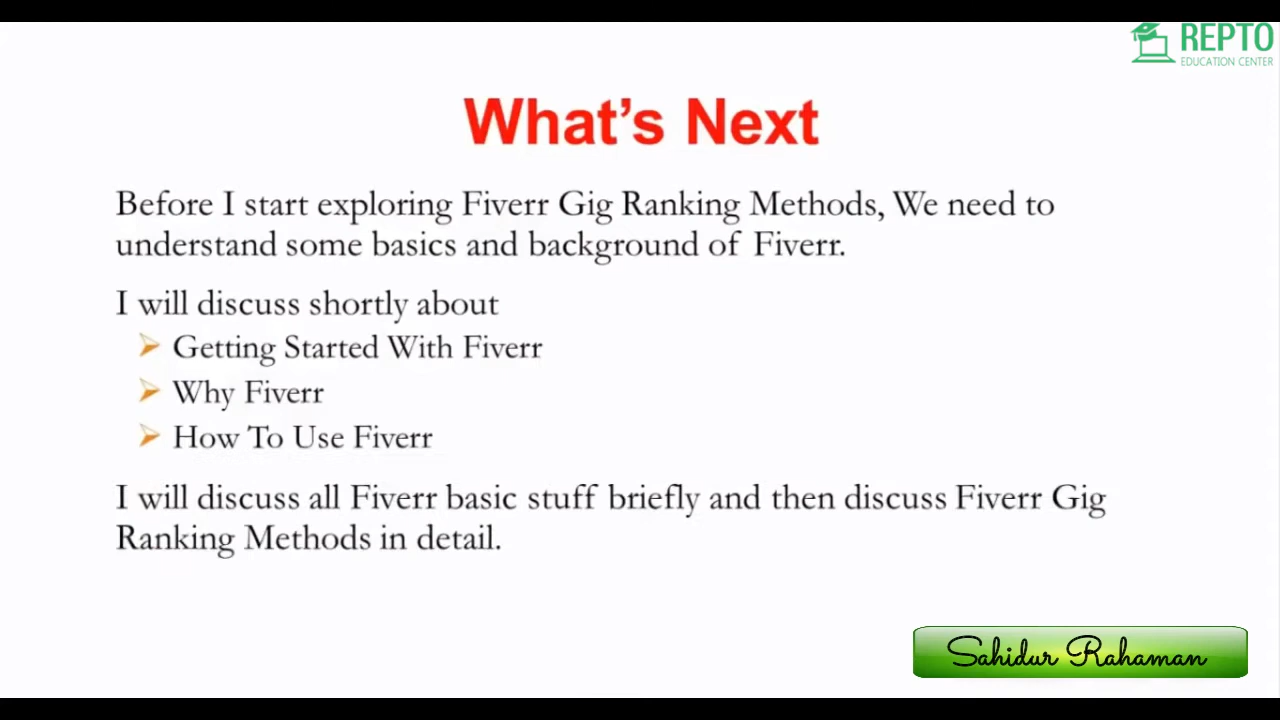 REPTO
EDUCATION CENTER
What's Next
Before I start exploring Fiverr Gig Ranking Methods, We need to
understand some basics and background of Fiverr.
I will discuss shortly about
Getting Started With Fiverr
Why Fiverr
How To Use Fiverr
I will discuss all Fiverr basic stuff briefly and then discuss Fiverr Gig
Ranking Methods in detail.
Sahidur Rahaman